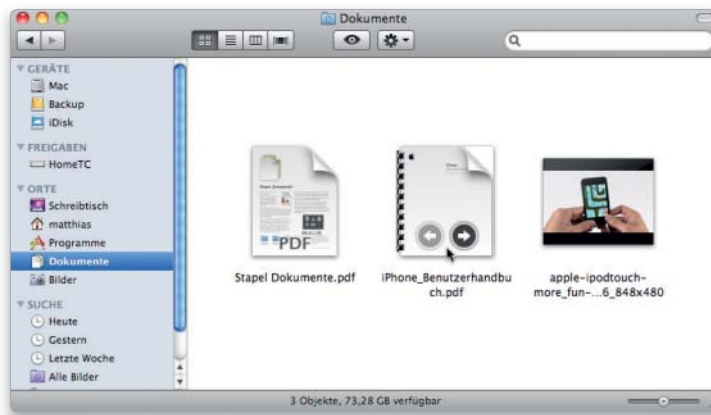 Dokumente
GERÄTE
Mac
Backup
iDisk
FREIGABEN
HomeTC
ORTE
Schreibtisch
matthias
Programme
Dokumente
Bilder
SUCHE
Heute
Gestern
Letzte Woche
Alle Bilder
PDF
Stapel Dokumente.pdf
iPhone_Benutzerhandbu
ch.pdf
apple-ipodtouch-
more_fun-...6_848x480
3 Objekte, 73,28 GB verfügbar